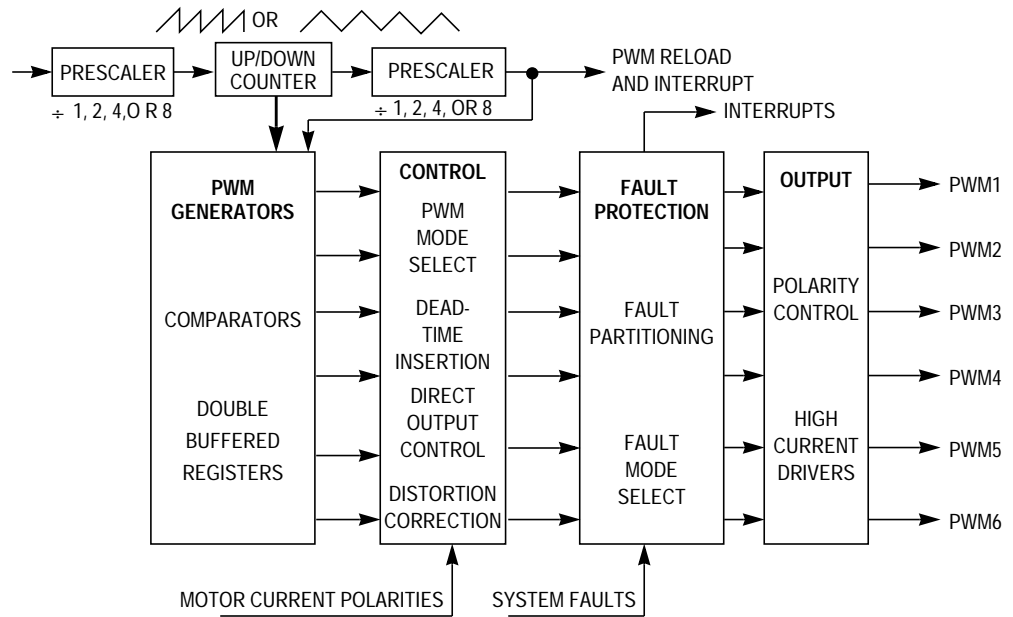 OR
PRESCALER
UP/DOWN
COUNTER
PRESCALER
PWM RELOAD
AND INTERRUPT
÷ 1, 2, 4,O R 8
÷ 1, 2, 4, OR 8
INTERRUPTS
PWM
GENERATORS
COMPARATORS
DOUBLE
BUFFERED
REGISTERS
CONTROL
PWM
MODE
SELECT
DEAD-
TIME
INSERTION
DIRECT
OUTPUT
CONTROL
DISTORTION
CORRECTION
FAULT
PROTECTION
FAULT
PARTITIONING
FAULT
MODE
SELECT
OUTPUT
POLARITY
CONTROL
HIGH
CURRENT
DRIVERS
PWM1
PWM2
PWM3
PWM4
PWM5
PWM6
MOTOR CURRENT POLARITIES
SYSTEM FAULTS